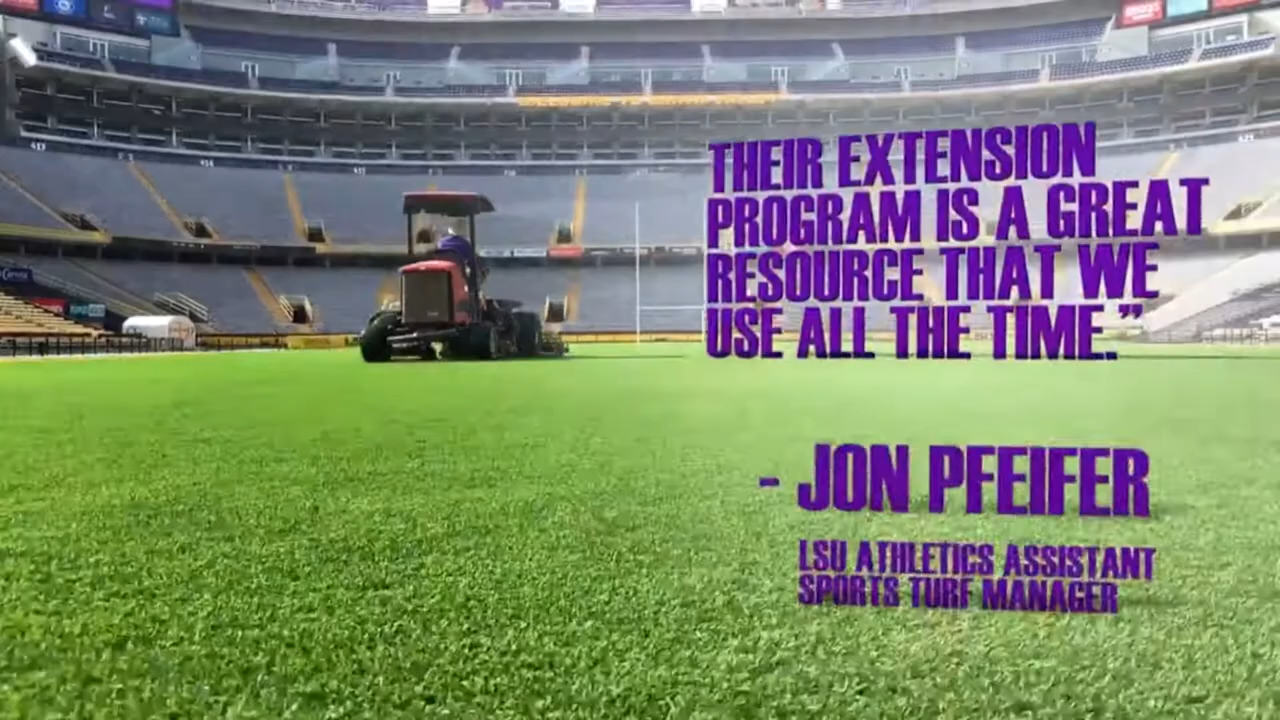 THEIR EXTENSION
PROGRAM IS A GREAT
RESOURCE THAT WE
USE ALL THE TIME.”
- JON PFEIFER
LSU ATHLETICS ASSISTANT
SPORTS TURF MANAGER